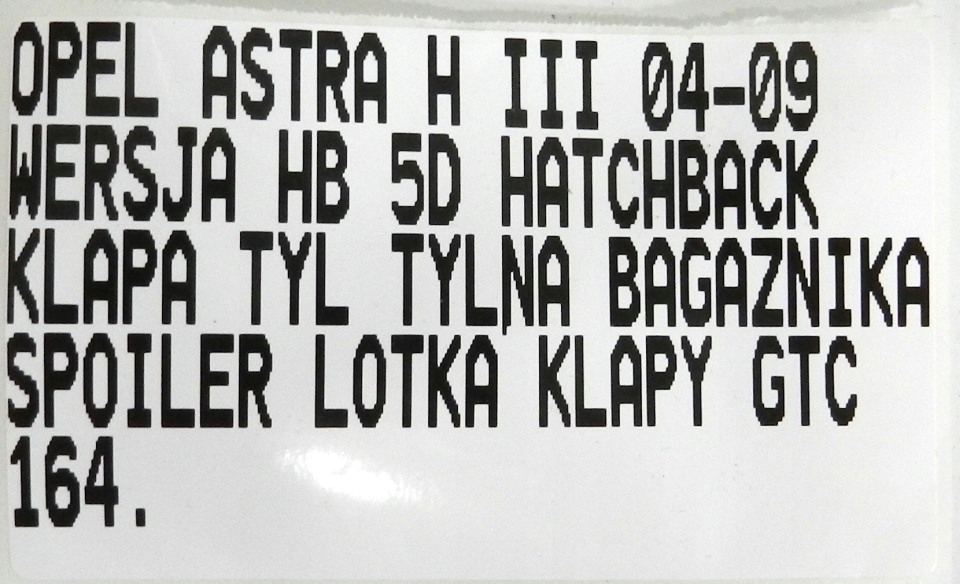 OPEL ASTRA H III 04-09
WERSJA HB 5D HATCHBACK
KLAPA TYL TYLNA BAGAZNIKA
SPOILER LOTKA KLAPY GTC
164.